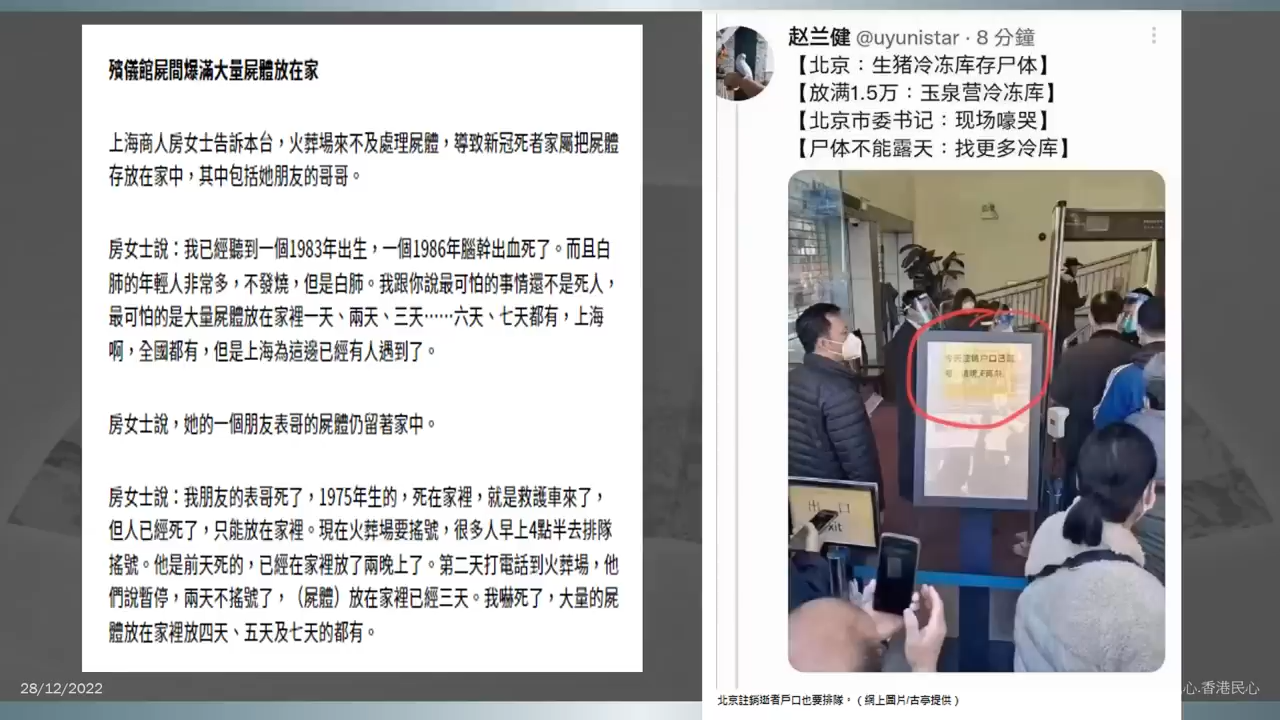 殯儀館屍間爆滿大量屍體放在家
上海商人房女士告訴本台，火葬場來不及處理屍體，導致新冠死者家屬把屍體
存放在家中，其中包括她朋友的哥哥。
房女士說：我已經聽到一個1983年出生，一個1986年腦幹出血死了。而且白
肺的年輕人非常多，不發燒，但是白肺。我跟你說最可怕的事情還不是死人，
最可怕的是大量屍體放在家裡一天、兩天、三天……六天、七天都有，上海
啊，全國都有，但是上海為這邊已經有人遇到了。
房女士說，她的一個朋友表哥的屍體仍留著家中。
房女士說：我朋友的表哥死了，1975年生的，死在家裡，就是救護車來了，
但人已經死了，只能放在家裡。現在火葬場要搖號，很多人早上4點半去排隊
搖號。他是前天死的，已經在家裡放了兩晚上了。第二天打電話到火葬場，他
們說暫停，兩天不搖號了，（屍體）放在家裡已經三天。我嚇死了，大量的屍
體放在家裡放四天、五天及七天的都有。
28/12/2022
赵兰健 @uyunistar · 8 分鐘
【北京：生猪冷冻库存尸体】
【放满1.5万：玉泉营冷冻库】
【北京市委书记：现场嚎哭】
【尸体不能露天：找更多冷库】
出 口
xit
北京註銷逝者戶口也要排隊。（網上圖片/古亭提供）
心.香港民心